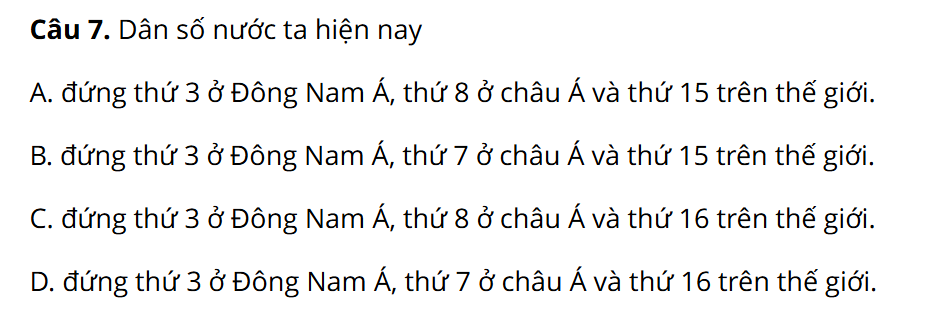 Câu 7. Dân số nước ta hiện nay
A. đứng thứ 3 ở Đông Nam Á, thứ 8 ở châu Á và thứ 15 trên thế giới.
B. đứng thứ 3 ở Đông Nam Á, thứ 7 ở châu Á và thứ 15 trên thế giới.
C. đứng thứ 3 ở Đông Nam Á, thứ 8 ở châu Á và thứ 16 trên thế giới.
D. đứng thứ 3 ở Đông Nam Á, thứ 7 ở châu Á và thứ 16 trên thế giới.